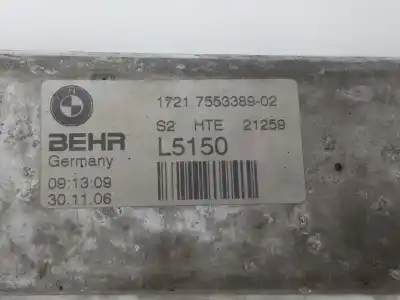 1721 7553389-02
S2 HTE 21259
BEHR
Germany
L5150
09:13:09
30.11.06